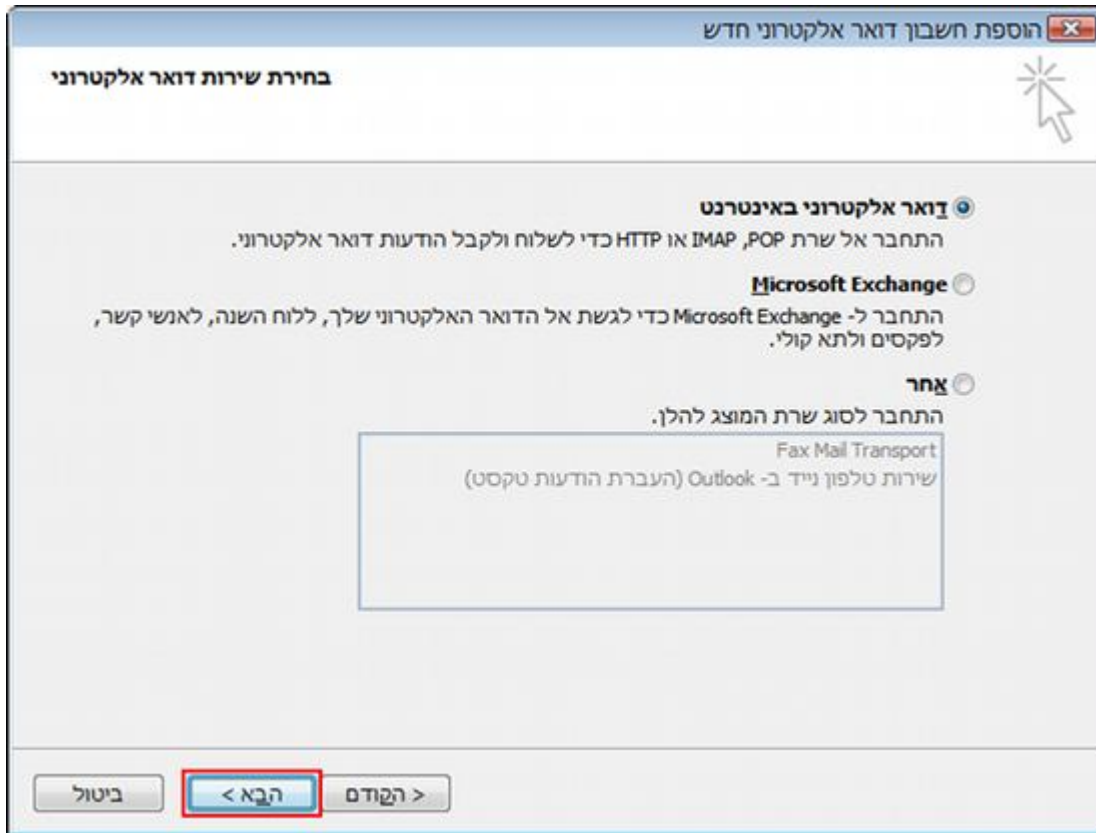 הוספת חשבון דואר אלקטרוני חדש
בחירת שירות דואר אלקטרוני
דואר אלקטרוני באינטרנט
התחבר אל שרת POP, IMAP או HTTP כדי לשלוח ולקבל הודעות דואר אלקטרוני.
Microsoft Exchange
התחבר ל- Microsoft Exchange כדי לגשת אל הדואר האלקטרוני שלך, ללוח השנה, לאנשי קשר,
לפקסים ולתא קולי.
אחר
התחבר לסוג שרת המוצג להלן.
Fax Mail Transport
שירות טלפון נייד ב- Outlook (העברת הודעות טקסט)
< הקודם
הבא >
ביטול